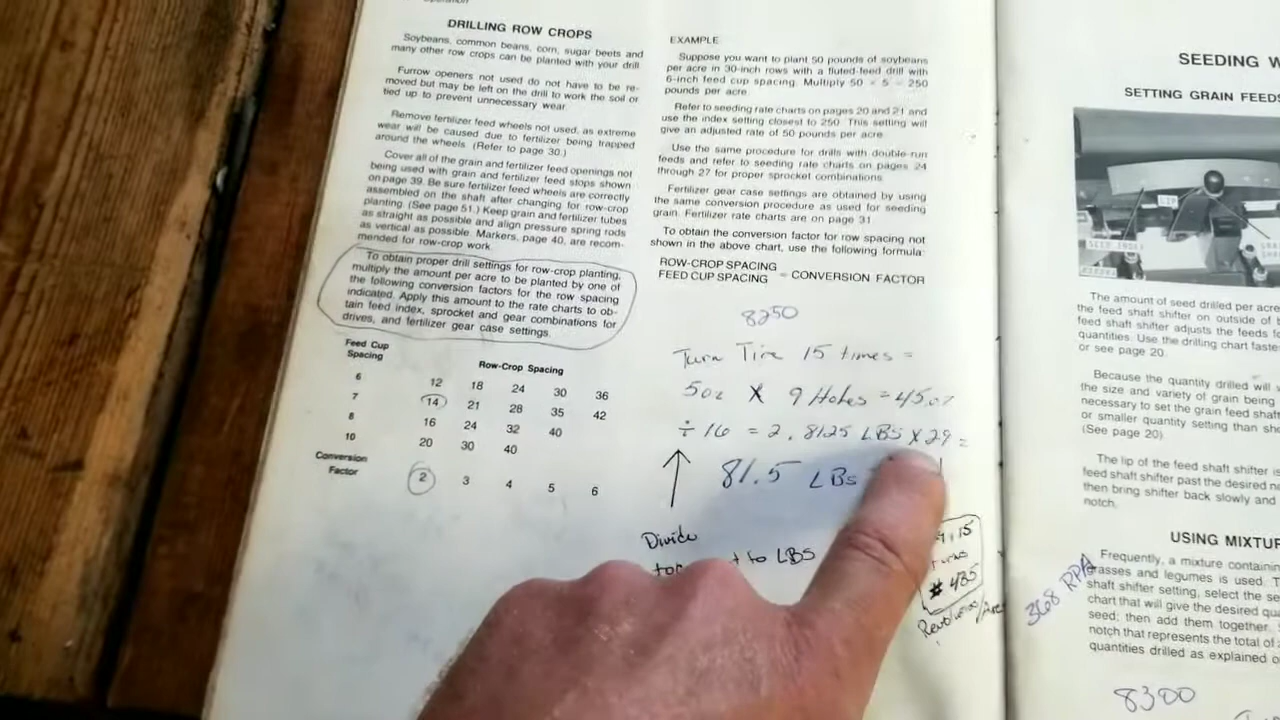 Operation
DRILLING ROW CROPS
Soybeans, common beans, corn, sugar beets and
many other row crops can be planted with your drill.
Furrow openers not used do not have to be re-
moved but may be left on the drill to work the soil or
tied up to prevent unnecessary wear.
Remove fertilizer feed wheels not used, as extreme
wear will be caused due to fertilizer being trapped
around the wheels. (Refer to page 30.)
Cover all of the grain and fertilizer feed openings not
being used with grain and fertilizer feed stops shown
on page 39. Be sure fertilizer feed wheels are correctly
assembled on the shaft after changing for row-crop
planting. (See page 51.) Keep grain and fertilizer tubes
as straight as possible and align pressure spring rods
as vertical as possible. Markers, page 40, are recom-
mended for row-crop work.
To obtain proper drill settings for row-crop planting,
multiply the amount per acre to be planted by one of
the following conversion factors for the row spacing
indicated. Apply this amount to the rate charts to ob-
tain feed index, sprocket and gear combinations for
drives, and fertilizer gear case settings.
Feed Cup
Spacing
Row-Crop Spacing
6 12 18 24 30 36
7 14 21 28 35 42
8 16 24 32 40
10 20 30 40
Conversion
Factor 2 3 4 5 6
EXAMPLE
Suppose you want to plant 50 pounds of soybeans
per acre in 30-inch rows with a fluted-feed drill with
6-inch feed cup spacing. Multiply 50 × 5 = 250
pounds per acre.
Refer to seeding rate charts on pages 20 and 21 and
use the index setting closest to 250. This setting will
give an adjusted rate of 50 pounds per acre.
Use the same procedure for drills with double-run
feeds and refer to seeding rate charts on pages 24
through 27 for proper sprocket combinations.
Fertilizer gear case settings are obtained by using
the same conversion procedure as used for seeding
grain. Fertilizer rate charts are on page 31.
To obtain the conversion factor for row spacing not
shown in the above chart, use the following formula:
ROW-CROP SPACING
FEED CUP SPACING = CONVERSION FACTOR
8250
Turn Tire 15 times =
5oz X 9 Holes = 45oz
÷ 16 = 2.8125 LBS X 29 =
81.5 LBs
Divide
to LBS
15
Turns
# 435
Revolutions/Acre
SEEDING
SETTING GRAIN FEEDS
SEED INDEX
The amount of seed drilled per acre
the feed shaft shifter on outside of
feed shaft shifter adjusts the feeds fo
quantities. Use the drilling chart faste
or see page 20.
Because the quantity drilled will
the size and variety of grain being
necessary to set the grain feed shaft
or smaller quantity setting than sho
(See page 20)
The lip of the feed shaft shifter is
feed shaft shifter past the desired no
then bring shifter back slowly and
notch.
USING MIXTUR
Frequently, a mixture containing
grasses and legumes is used. T
shaft shifter setting, select the se
chart that will give the desired qua
seed; then add them together.
notch that represents the total of
quantities drilled as explained o
368 RPA
8300